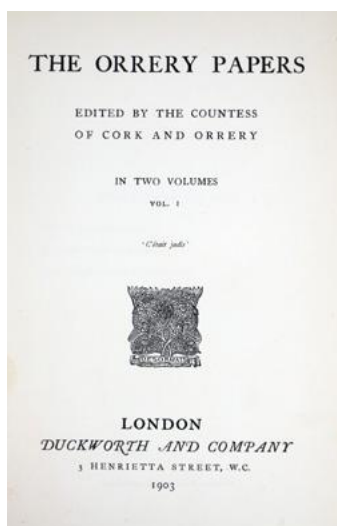 THE ORRERY PAPERS
EDITED BY THE COUNTESS
OF CORK AND ORRERY
IN TWO VOLUMES
VOL. I
'C'était jadis'
LONDON
DUCKWORTH AND COMPANY
3 HENRIETTA STREET, W.C.
1903